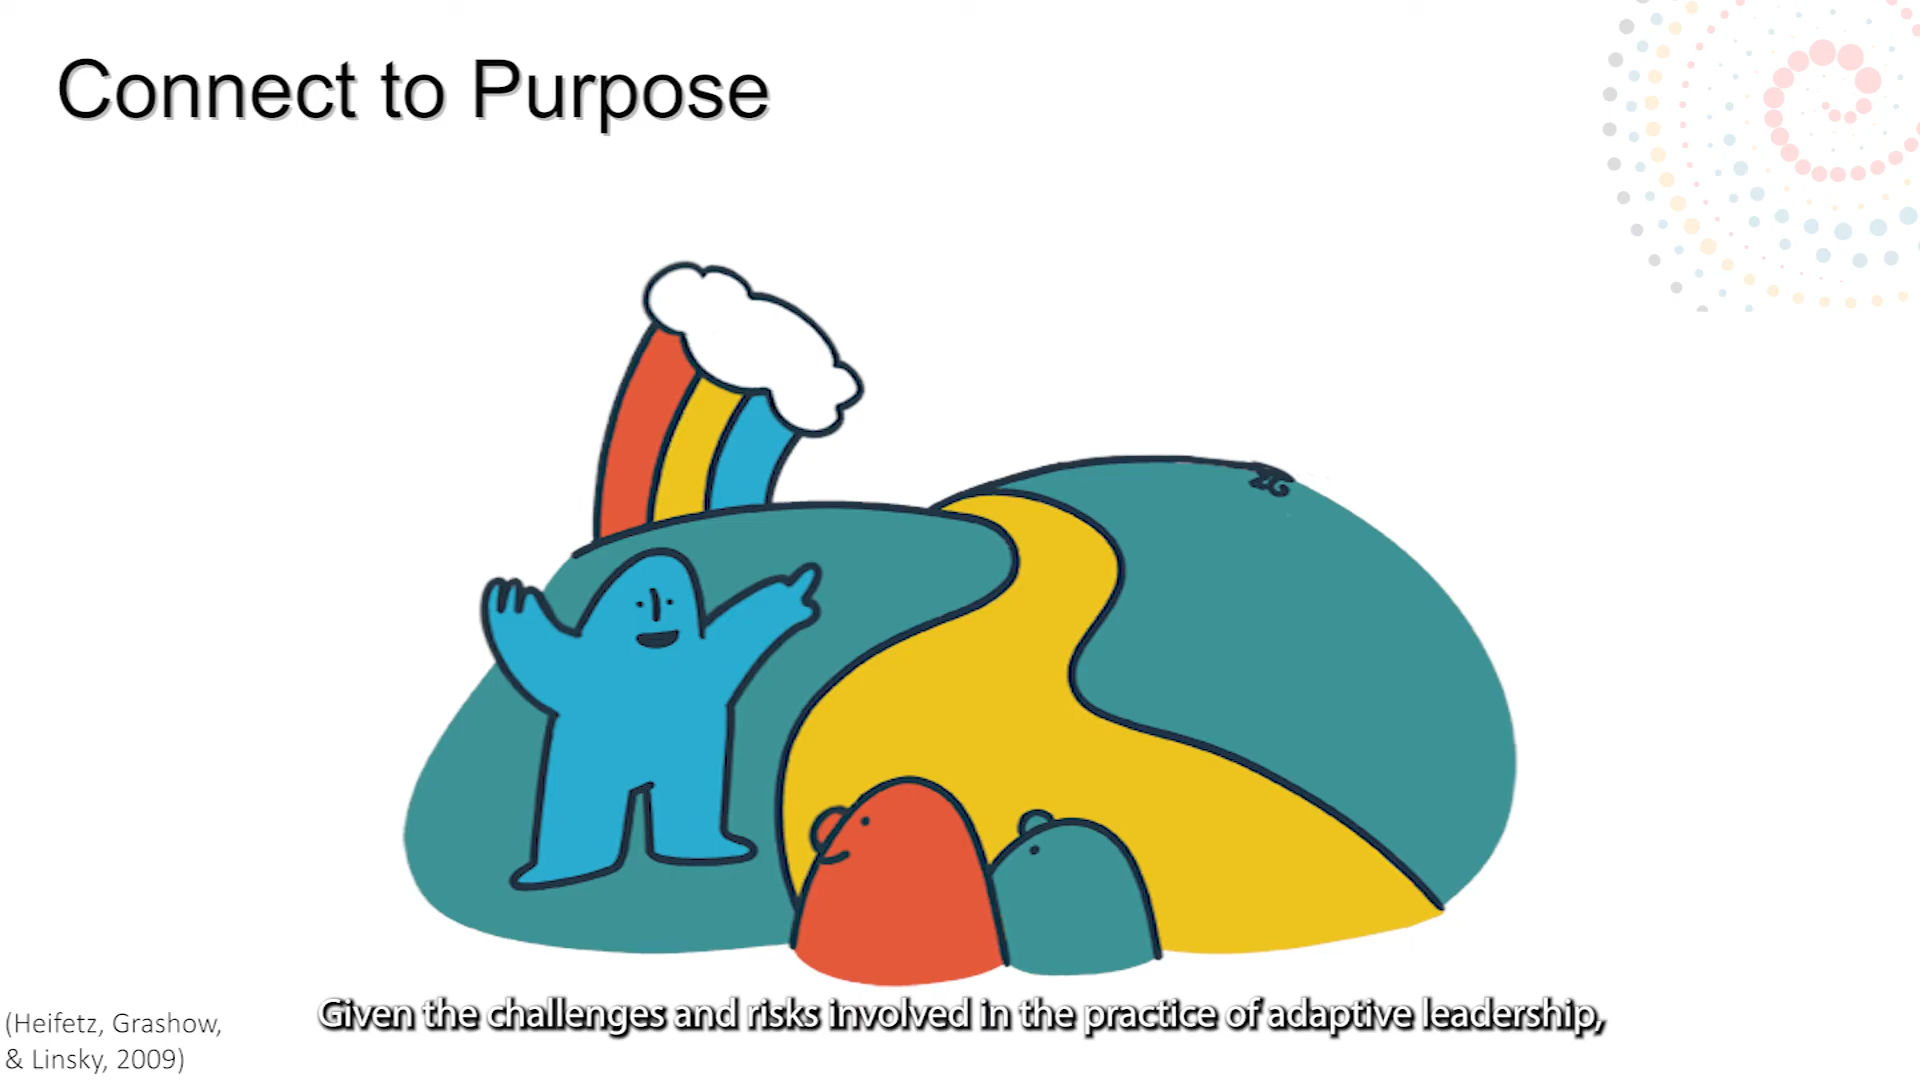 Connect to Purpose
(Heifetz, Grashow,
& Linsky, 2009)
Given the challenges and risks involved in the practice of adaptive leadership,